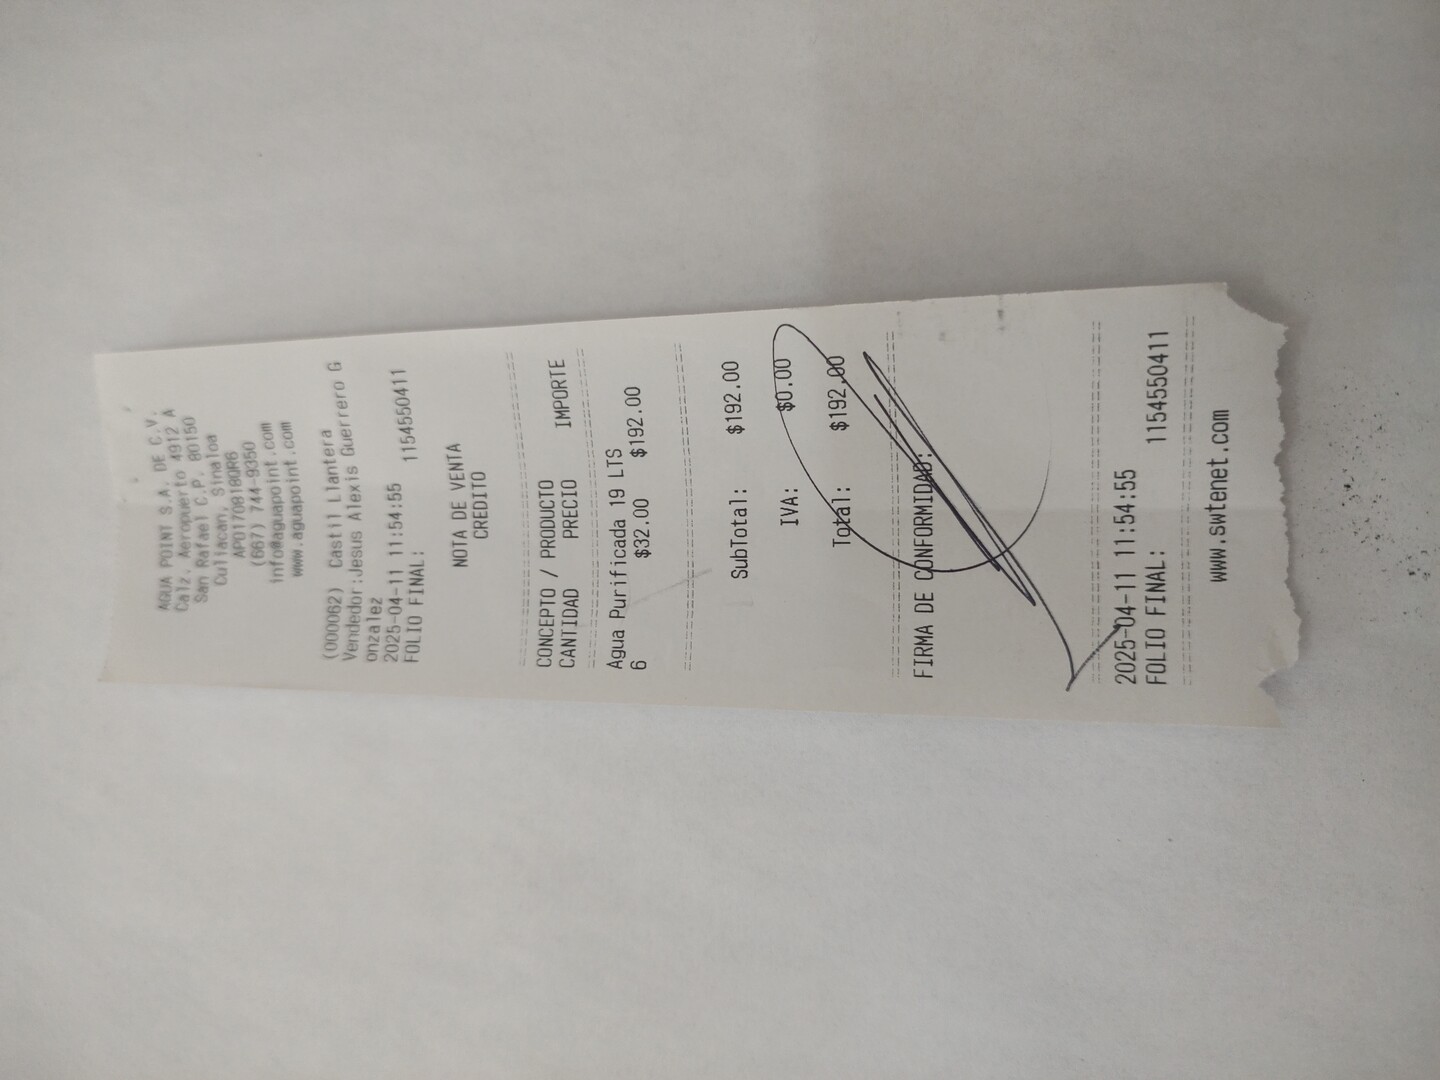 AGUA POINT S.A. DE C.V.
Calz. Aeropuerto 4912 A
San Rafael C.P. 80150
Culiacan, Sinaloa
APO170818QR6
(667) 744-9350
info@aguapoint.com
www.aguapoint.com
(000062) Castil Llantera
Vendedor:Jesus Alexis Guerrero G
onzalez
2025-04-11 11:54:55
FOLIO FINAL: 1154550411
NOTA DE VENTA
CREDITO
CONCEPTO / PRODUCTO
CANTIDAD PRECIO IMPORTE
Agua Purificada 19 LTS
6 $32.00 $192.00
SubTotal: $192.00
IVA: $0.00
Total: $192.00
FIRMA DE CONFORMIDAD:
2025-04-11 11:54:55
FOLIO FINAL: 1154550411
www.swtenet.com